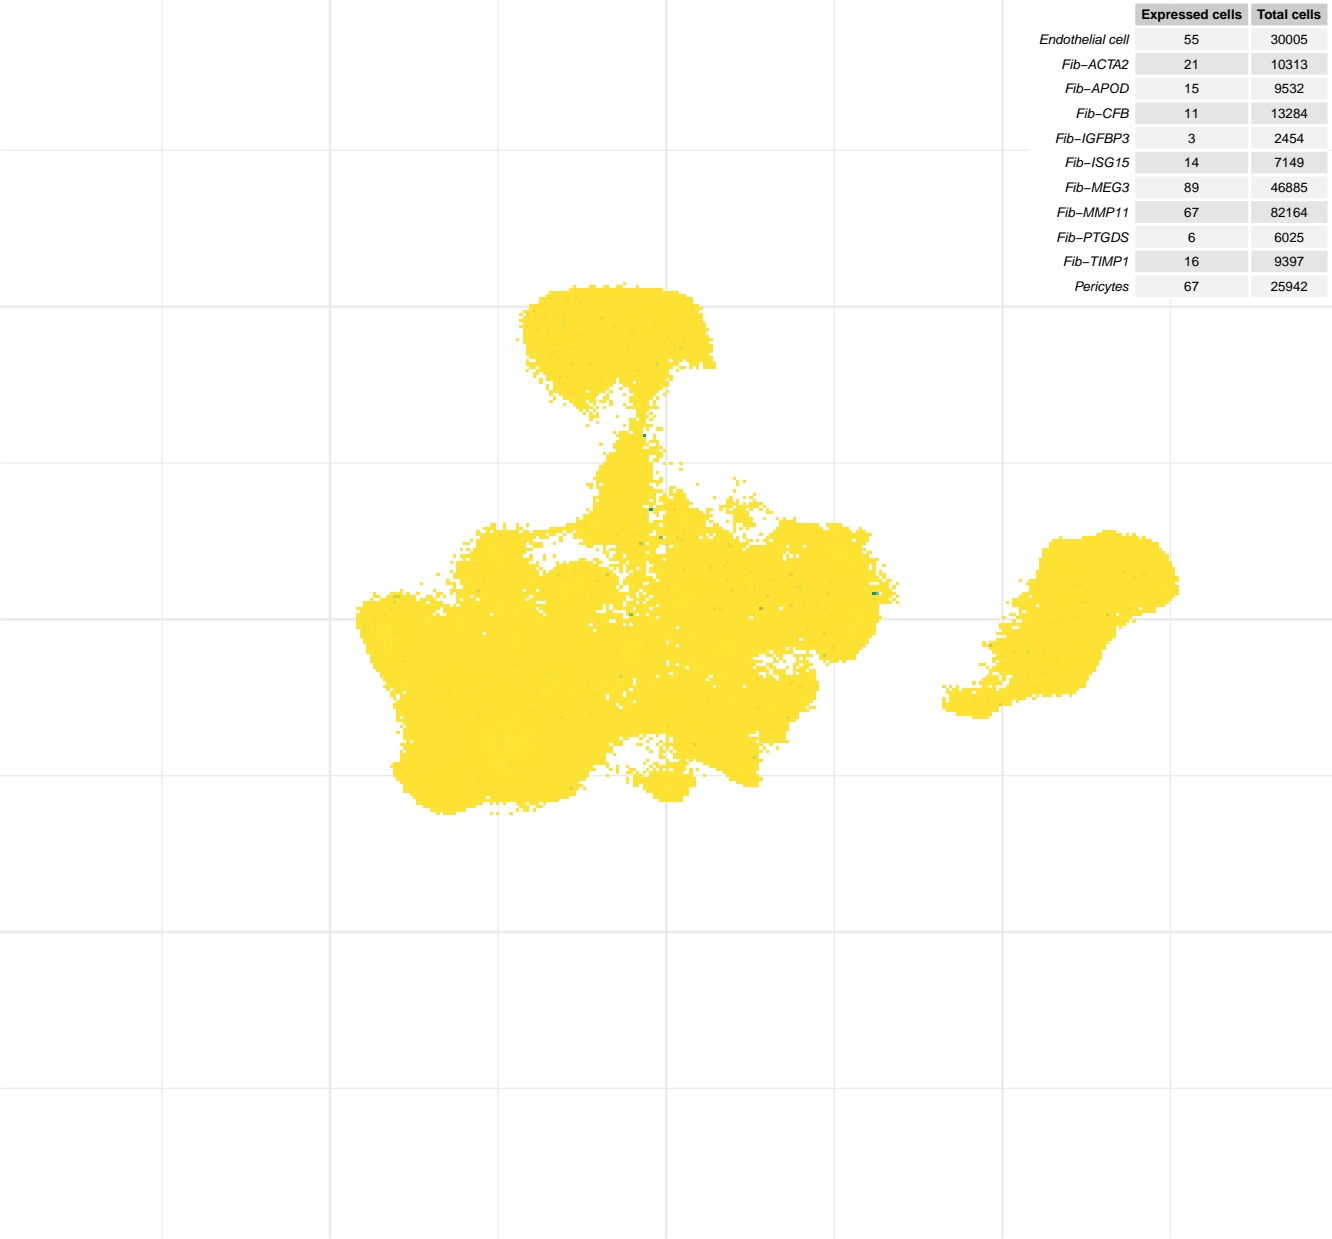 Expressed cells Total cells
Endothelial cell 55 30005
Fib−ACTA2 21 10313
Fib−APOD 15 9532
Fib−CFB 11 13284
Fib−IGFBP3 3 2454
Fib−ISG15 14 7149
Fib−MEG3 89 46885
Fib−MMP11 67 82164
Fib−PTGDS 6 6025
Fib−TIMP1 16 9397
Pericytes 67 25942